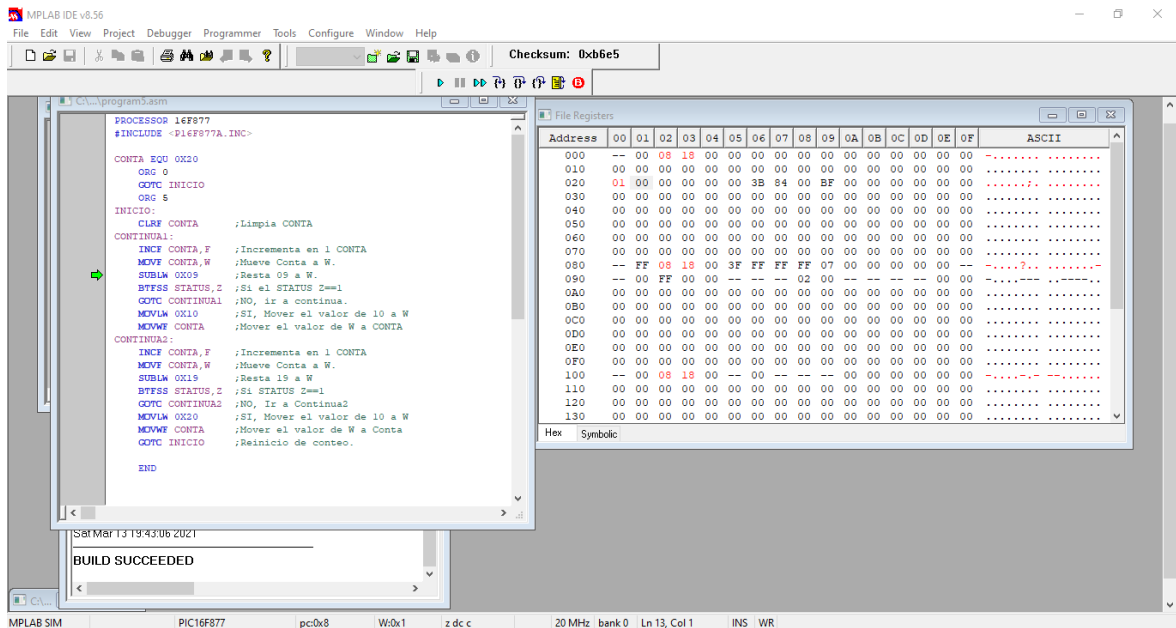 MPLAB IDE v8.56
File Edit View Project Debugger Programmer Tools Configure Window Help
Checksum: 0xb6e5
C:\...\program5.asm
PROCESSOR 16F877
#INCLUDE <P16F877A.INC>
CONTA EQU 0X20
ORG 0
GOTO INICIO
ORG 5
INICIO:
CLRF CONTA ;Limpia CONTA
CONTINUA1:
INCF CONTA,F ;Incrementa en 1 CONTA
MOVF CONTA,W ;Mueve Conta a W.
SUBLW 0X09 ;Resta 09 a W.
BTFSS STATUS,Z ;Si el STATUS Z==1
GOTO CONTINUA1 ;NO, ir a continua.
MOVLW 0X10 ;SI, Mover el valor de 10 a W
MOVWF CONTA ;Mover el valor de W a CONTA
CONTINUA2:
INCF CONTA,F ;Incrementa en 1 CONTA
MOVF CONTA,W ;Mueve Conta a W.
SUBLW 0X19 ;Resta 19 a W
BTFSS STATUS,Z ;Si STATUS Z==1
GOTO CONTINUA2 ;NO, Ir a Continua2
MOVLW 0X20 ;SI, Mover el valor de 10 a W
MOVWF CONTA ;Mover el valor de W a Conta
GOTO INICIO ;Reinicio de conteo.
END
File Registers
Address 00 01 02 03 04 05 06 07 08 09 0A 0B 0C 0D 0E 0F ASCII
000 -- 00 08 18 00 00 00 00 00 00 00 00 00 00 00 00 -....... ........
010 00 00 00 00 00 00 00 00 00 00 00 00 00 00 00 00 ........ ........
020 01 00 00 00 00 00 3B 84 00 BF 00 00 00 00 00 00 ......;. ........
030 00 00 00 00 00 00 00 00 00 00 00 00 00 00 00 00 ........ ........
040 00 00 00 00 00 00 00 00 00 00 00 00 00 00 00 00 ........ ........
050 00 00 00 00 00 00 00 00 00 00 00 00 00 00 00 00 ........ ........
060 00 00 00 00 00 00 00 00 00 00 00 00 00 00 00 00 ........ ........
070 00 00 00 00 00 00 00 00 00 00 00 00 00 00 00 00 ........ ........
080 -- FF 08 18 00 3F FF FF FF 07 00 00 00 00 00 -- -....?.. .......-
090 -- 00 FF 00 00 -- -- -- 02 00 -- -- -- -- 00 00 -....--- ..----..
0A0 00 00 00 00 00 00 00 00 00 00 00 00 00 00 00 00 ........ ........
0B0 00 00 00 00 00 00 00 00 00 00 00 00 00 00 00 00 ........ ........
0C0 00 00 00 00 00 00 00 00 00 00 00 00 00 00 00 00 ........ ........
0D0 00 00 00 00 00 00 00 00 00 00 00 00 00 00 00 00 ........ ........
0E0 00 00 00 00 00 00 00 00 00 00 00 00 00 00 00 00 ........ ........
0F0 00 00 00 00 00 00 00 00 00 00 00 00 00 00 00 00 ........ ........
100 -- 00 08 18 00 -- 00 -- -- -- 00 00 00 00 00 00 -....-.- --......
110 00 00 00 00 00 00 00 00 00 00 00 00 00 00 00 00 ........ ........
120 00 00 00 00 00 00 00 00 00 00 00 00 00 00 00 00 ........ ........
130 00 00 00 00 00 00 00 00 00 00 00 00 00 00 00 00 ........ ........
Hex Symbolic
Sat Mar 13 19:43:06 2021
BUILD SUCCEEDED
C:\...
MPLAB SIM PIC16F877 pc:0x8 W:0x1 z dc c 20 MHz bank 0 Ln 13, Col 1 INS WR